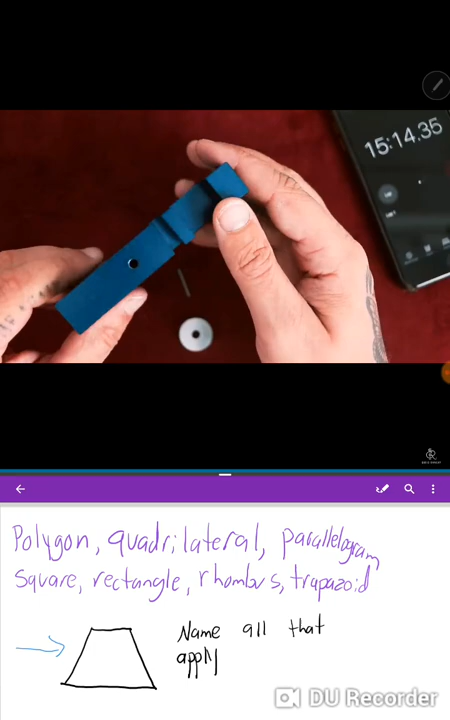 15:14.35
Polygon, quadrilateral, parallelogram
Square, rectangle, rhombus, trapazoid
Name all that
apply
DU Recorder